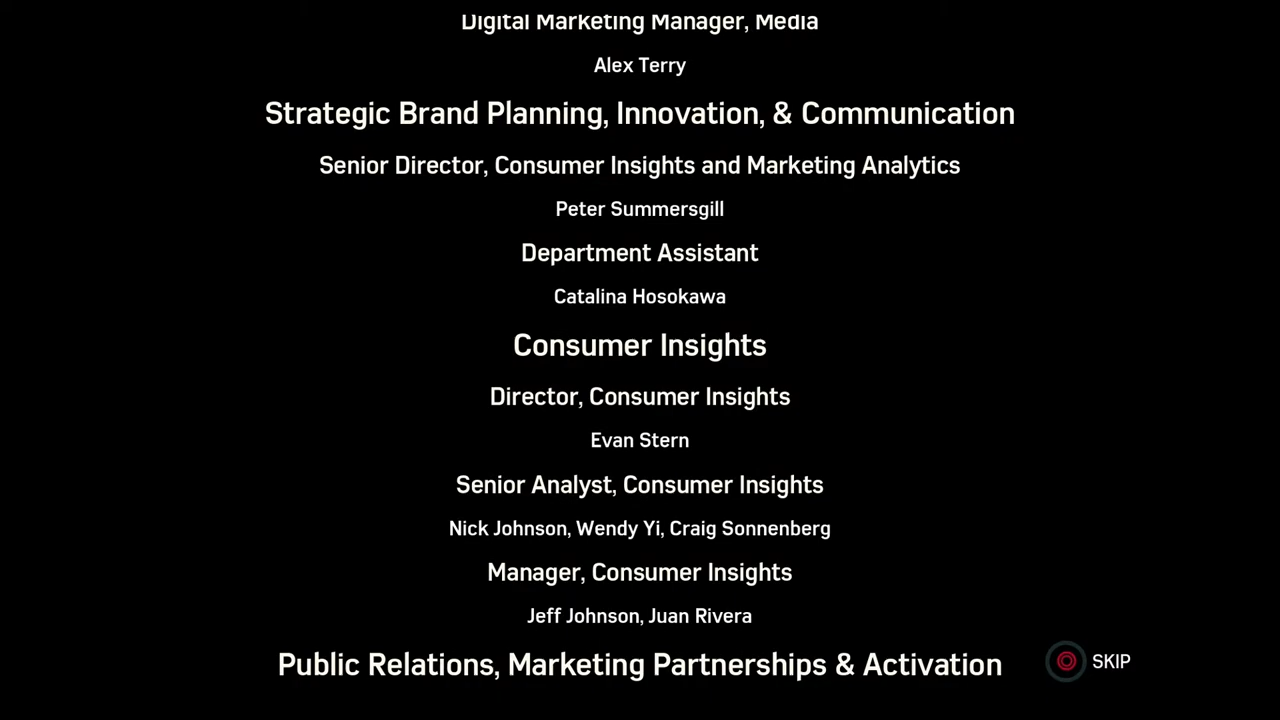 Digital Marketing Manager, Media
Alex Terry
Strategic Brand Planning, Innovation, & Communication
Senior Director, Consumer Insights and Marketing Analytics
Peter Summersgill
Department Assistant
Catalina Hosokawa
Consumer Insights
Director, Consumer Insights
Evan Stern
Senior Analyst, Consumer Insights
Nick Johnson, Wendy Yi, Craig Sonnenberg
Manager, Consumer Insights
Jeff Johnson, Juan Rivera
Public Relations, Marketing Partnerships & Activation
SKIP